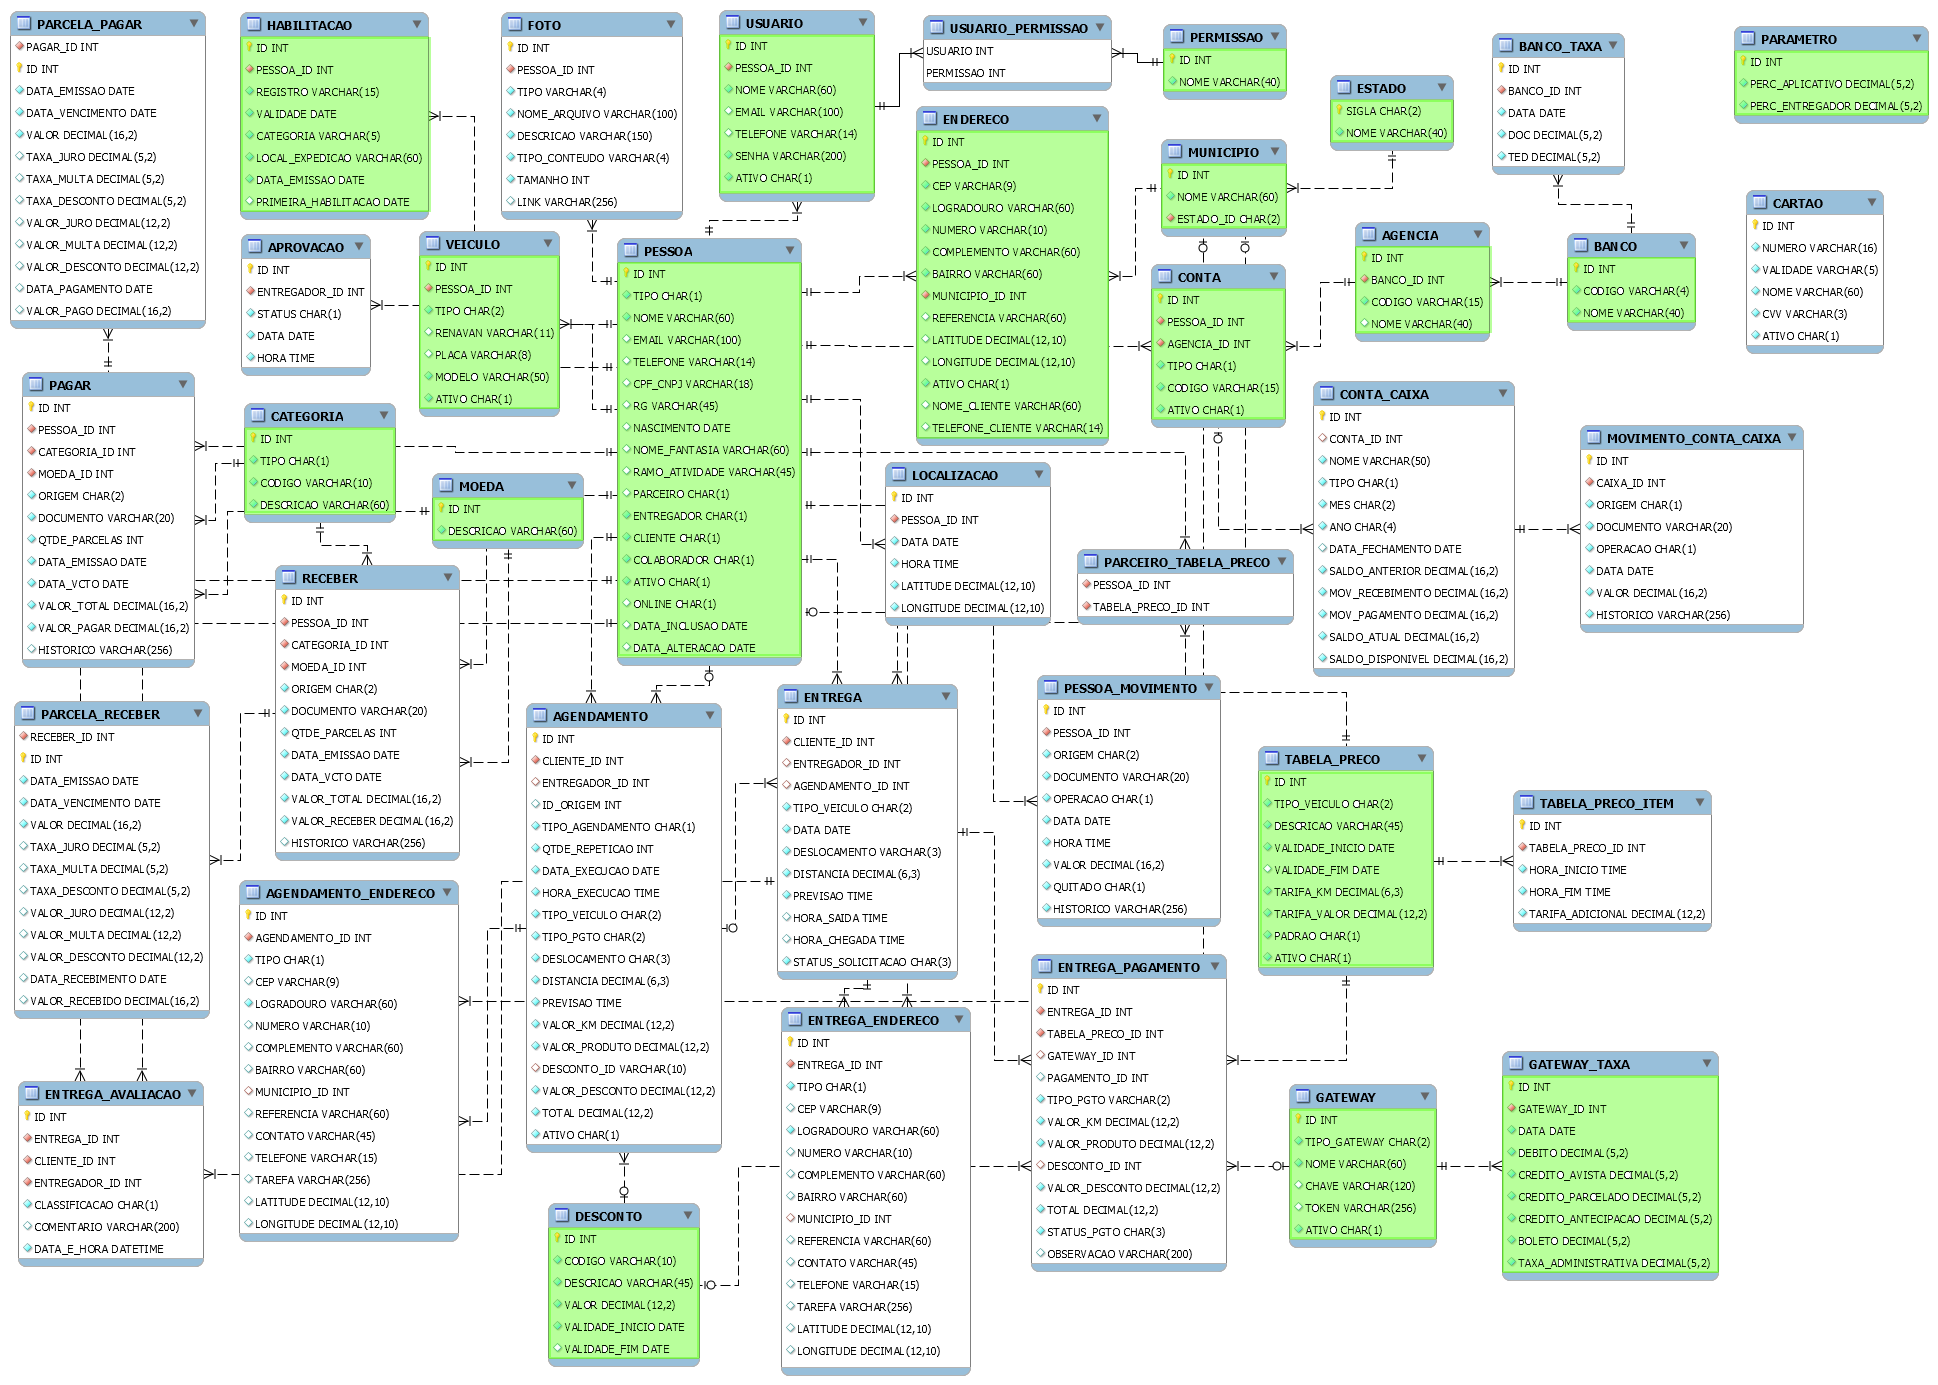 PARCELA_PAGAR
PAGAR_ID INT
ID INT
DATA_EMISSAO DATE
DATA_VENCIMENTO DATE
VALOR DECIMAL(16,2)
TAXA_JURO DECIMAL(5,2)
TAXA_MULTA DECIMAL(5,2)
TAXA_DESCONTO DECIMAL(5,2)
VALOR_JURO DECIMAL(12,2)
VALOR_MULTA DECIMAL(12,2)
VALOR_DESCONTO DECIMAL(12,2)
DATA_PAGAMENTO DATE
VALOR_PAGO DECIMAL(16,2)
HABILITACAO
ID INT
PESSOA_ID INT
REGISTRO VARCHAR(15)
VALIDADE DATE
CATEGORIA VARCHAR(5)
LOCAL_EXPEDICAO VARCHAR(60)
DATA_EMISSAO DATE
PRIMEIRA_HABILITACAO DATE
FOTO
ID INT
PESSOA_ID INT
TIPO VARCHAR(4)
NOME_ARQUIVO VARCHAR(100)
DESCRICAO VARCHAR(150)
TIPO_CONTEUDO VARCHAR(4)
TAMANHO INT
LINK VARCHAR(256)
USUARIO
ID INT
PESSOA_ID INT
NOME VARCHAR(60)
EMAIL VARCHAR(100)
TELEFONE VARCHAR(14)
SENHA VARCHAR(200)
ATIVO CHAR(1)
USUARIO_PERMISSAO
USUARIO INT
PERMISSAO INT
PERMISSAO
ID INT
NOME VARCHAR(40)
ESTADO
SIGLA CHAR(2)
NOME VARCHAR(40)
BANCO_TAXA
ID INT
BANCO_ID INT
DATA DATE
DOC DECIMAL(5,2)
TED DECIMAL(5,2)
PARAMETRO
ID INT
PERC_APLICATIVO DECIMAL(5,2)
PERC_ENTREGADOR DECIMAL(5,2)
ENDERECO
ID INT
PESSOA_ID INT
CEP VARCHAR(9)
LOGRADOURO VARCHAR(60)
NUMERO VARCHAR(10)
COMPLEMENTO VARCHAR(60)
BAIRRO VARCHAR(60)
MUNICIPIO_ID INT
REFERENCIA VARCHAR(60)
LATITUDE DECIMAL(12,10)
LONGITUDE DECIMAL(12,10)
ATIVO CHAR(1)
NOME_CLIENTE VARCHAR(60)
TELEFONE_CLIENTE VARCHAR(14)
MUNICIPIO
ID INT
NOME VARCHAR(60)
ESTADO_ID CHAR(2)
CARTAO
ID INT
NUMERO VARCHAR(16)
VALIDADE VARCHAR(5)
NOME VARCHAR(60)
CVV VARCHAR(3)
ATIVO CHAR(1)
APROVACAO
ID INT
ENTREGADOR_ID INT
STATUS CHAR(1)
DATA DATE
HORA TIME
VEICULO
ID INT
PESSOA_ID INT
TIPO CHAR(2)
RENAVAN VARCHAR(11)
PLACA VARCHAR(8)
MODELO VARCHAR(50)
ATIVO CHAR(1)
PESSOA
ID INT
TIPO CHAR(1)
NOME VARCHAR(60)
EMAIL VARCHAR(100)
TELEFONE VARCHAR(14)
CPF_CNPJ VARCHAR(18)
RG VARCHAR(45)
NASCIMENTO DATE
NOME_FANTASIA VARCHAR(60)
RAMO_ATIVIDADE VARCHAR(45)
PARCEIRO CHAR(1)
ENTREGADOR CHAR(1)
CLIENTE CHAR(1)
COLABORADOR CHAR(1)
ATIVO CHAR(1)
ONLINE CHAR(1)
DATA_INCLUSAO DATE
DATA_ALTERACAO DATE
CONTA
ID INT
PESSOA_ID INT
AGENCIA_ID INT
TIPO CHAR(1)
CODIGO VARCHAR(15)
ATIVO CHAR(1)
AGENCIA
ID INT
BANCO_ID INT
CODIGO VARCHAR(15)
NOME VARCHAR(40)
BANCO
ID INT
CODIGO VARCHAR(4)
NOME VARCHAR(40)
PAGAR
ID INT
PESSOA_ID INT
CATEGORIA_ID INT
MOEDA_ID INT
ORIGEM CHAR(2)
DOCUMENTO VARCHAR(20)
QTDE_PARCELAS INT
DATA_EMISSAO DATE
DATA_VCTO DATE
VALOR_TOTAL DECIMAL(16,2)
VALOR_PAGAR DECIMAL(16,2)
HISTORICO VARCHAR(256)
CATEGORIA
ID INT
TIPO CHAR(1)
CODIGO VARCHAR(10)
DESCRICAO VARCHAR(60)
MOEDA
ID INT
DESCRICAO VARCHAR(60)
LOCALIZACAO
ID INT
PESSOA_ID INT
DATA DATE
HORA TIME
LATITUDE DECIMAL(12,10)
LONGITUDE DECIMAL(12,10)
PARCEIRO_TABELA_PRECO
PESSOA_ID INT
TABELA_PRECO_ID INT
CONTA_CAIXA
ID INT
CONTA_ID INT
NOME VARCHAR(50)
TIPO CHAR(1)
MES CHAR(2)
ANO CHAR(4)
DATA_FECHAMENTO DATE
SALDO_ANTERIOR DECIMAL(16,2)
MOV_RECEBIMENTO DECIMAL(16,2)
MOV_PAGAMENTO DECIMAL(16,2)
SALDO_ATUAL DECIMAL(16,2)
SALDO_DISPONIVEL DECIMAL(16,2)
MOVIMENTO_CONTA_CAIXA
ID INT
CAIXA_ID INT
ORIGEM CHAR(1)
DOCUMENTO VARCHAR(20)
OPERACAO CHAR(1)
DATA DATE
VALOR DECIMAL(16,2)
HISTORICO VARCHAR(256)
RECEBER
ID INT
PESSOA_ID INT
CATEGORIA_ID INT
MOEDA_ID INT
ORIGEM CHAR(2)
DOCUMENTO VARCHAR(20)
QTDE_PARCELAS INT
DATA_EMISSAO DATE
DATA_VCTO DATE
VALOR_TOTAL DECIMAL(16,2)
VALOR_RECEBER DECIMAL(16,2)
HISTORICO VARCHAR(256)
PARCELA_RECEBER
RECEBER_ID INT
ID INT
DATA_EMISSAO DATE
DATA_VENCIMENTO DATE
VALOR DECIMAL(16,2)
TAXA_JURO DECIMAL(5,2)
TAXA_MULTA DECIMAL(5,2)
TAXA_DESCONTO DECIMAL(5,2)
VALOR_JURO DECIMAL(12,2)
VALOR_MULTA DECIMAL(12,2)
VALOR_DESCONTO DECIMAL(12,2)
DATA_RECEBIMENTO DATE
VALOR_RECEBIDO DECIMAL(16,2)
AGENDAMENTO
ID INT
CLIENTE_ID INT
ENTREGADOR_ID INT
ID_ORIGEM INT
TIPO_AGENDAMENTO CHAR(1)
QTDE_REPETICAO INT
DATA_EXECUCAO DATE
HORA_EXECUCAO TIME
TIPO_VEICULO CHAR(2)
TIPO_PGTO CHAR(2)
DESLOCAMENTO CHAR(3)
DISTANCIA DECIMAL(6,3)
PREVISAO TIME
VALOR_KM DECIMAL(12,2)
VALOR_PRODUTO DECIMAL(12,2)
DESCONTO_ID VARCHAR(10)
VALOR_DESCONTO DECIMAL(12,2)
TOTAL DECIMAL(12,2)
ATIVO CHAR(1)
ENTREGA
ID INT
CLIENTE_ID INT
ENTREGADOR_ID INT
AGENDAMENTO_ID INT
TIPO_VEICULO CHAR(2)
DATA DATE
DESLOCAMENTO VARCHAR(3)
DISTANCIA DECIMAL(6,3)
PREVISAO TIME
HORA_SAIDA TIME
HORA_CHEGADA TIME
STATUS_SOLICITACAO CHAR(3)
PESSOA_MOVIMENTO
ID INT
PESSOA_ID INT
ORIGEM CHAR(2)
DOCUMENTO VARCHAR(20)
OPERACAO CHAR(1)
DATA DATE
HORA TIME
VALOR DECIMAL(16,2)
QUITADO CHAR(1)
HISTORICO VARCHAR(256)
TABELA_PRECO
ID INT
TIPO_VEICULO CHAR(2)
DESCRICAO VARCHAR(45)
VALIDADE_INICIO DATE
VALIDADE_FIM DATE
TARIFA_KM DECIMAL(6,3)
TARIFA_VALOR DECIMAL(12,2)
PADRAO CHAR(1)
ATIVO CHAR(1)
TABELA_PRECO_ITEM
ID INT
TABELA_PRECO_ID INT
HORA_INICIO TIME
HORA_FIM TIME
TARIFA_ADICIONAL DECIMAL(12,2)
AGENDAMENTO_ENDERECO
ID INT
AGENDAMENTO_ID INT
TIPO CHAR(1)
CEP VARCHAR(9)
LOGRADOURO VARCHAR(60)
NUMERO VARCHAR(10)
COMPLEMENTO VARCHAR(60)
BAIRRO VARCHAR(60)
MUNICIPIO_ID INT
REFERENCIA VARCHAR(60)
CONTATO VARCHAR(45)
TELEFONE VARCHAR(15)
TAREFA VARCHAR(256)
LATITUDE DECIMAL(12,10)
LONGITUDE DECIMAL(12,10)
ENTREGA_AVALIACAO
ID INT
ENTREGA_ID INT
CLIENTE_ID INT
ENTREGADOR_ID INT
CLASSIFICACAO CHAR(1)
COMENTARIO VARCHAR(200)
DATA_E_HORA DATETIME
DESCONTO
ID INT
CODIGO VARCHAR(10)
DESCRICAO VARCHAR(45)
VALOR DECIMAL(12,2)
VALIDADE_INICIO DATE
VALIDADE_FIM DATE
ENTREGA_ENDERECO
ID INT
ENTREGA_ID INT
TIPO CHAR(1)
CEP VARCHAR(9)
LOGRADOURO VARCHAR(60)
NUMERO VARCHAR(10)
COMPLEMENTO VARCHAR(60)
BAIRRO VARCHAR(60)
MUNICIPIO_ID INT
REFERENCIA VARCHAR(60)
CONTATO VARCHAR(45)
TELEFONE VARCHAR(15)
TAREFA VARCHAR(256)
LATITUDE DECIMAL(12,10)
LONGITUDE DECIMAL(12,10)
ENTREGA_PAGAMENTO
ID INT
ENTREGA_ID INT
TABELA_PRECO_ID INT
GATEWAY_ID INT
PAGAMENTO_ID INT
TIPO_PGTO VARCHAR(2)
VALOR_KM DECIMAL(12,2)
VALOR_PRODUTO DECIMAL(12,2)
DESCONTO_ID INT
VALOR_DESCONTO DECIMAL(12,2)
TOTAL DECIMAL(12,2)
STATUS_PGTO CHAR(3)
OBSERVACAO VARCHAR(200)
GATEWAY
ID INT
TIPO_GATEWAY CHAR(2)
NOME VARCHAR(60)
CHAVE VARCHAR(120)
TOKEN VARCHAR(256)
ATIVO CHAR(1)
GATEWAY_TAXA
ID INT
GATEWAY_ID INT
DATA DATE
DEBITO DECIMAL(5,2)
CREDITO_AVISTA DECIMAL(5,2)
CREDITO_PARCELADO DECIMAL(5,2)
CREDITO_ANTECIPACAO DECIMAL(5,2)
BOLETO DECIMAL(5,2)
TAXA_ADMINISTRATIVA DECIMAL(5,2)